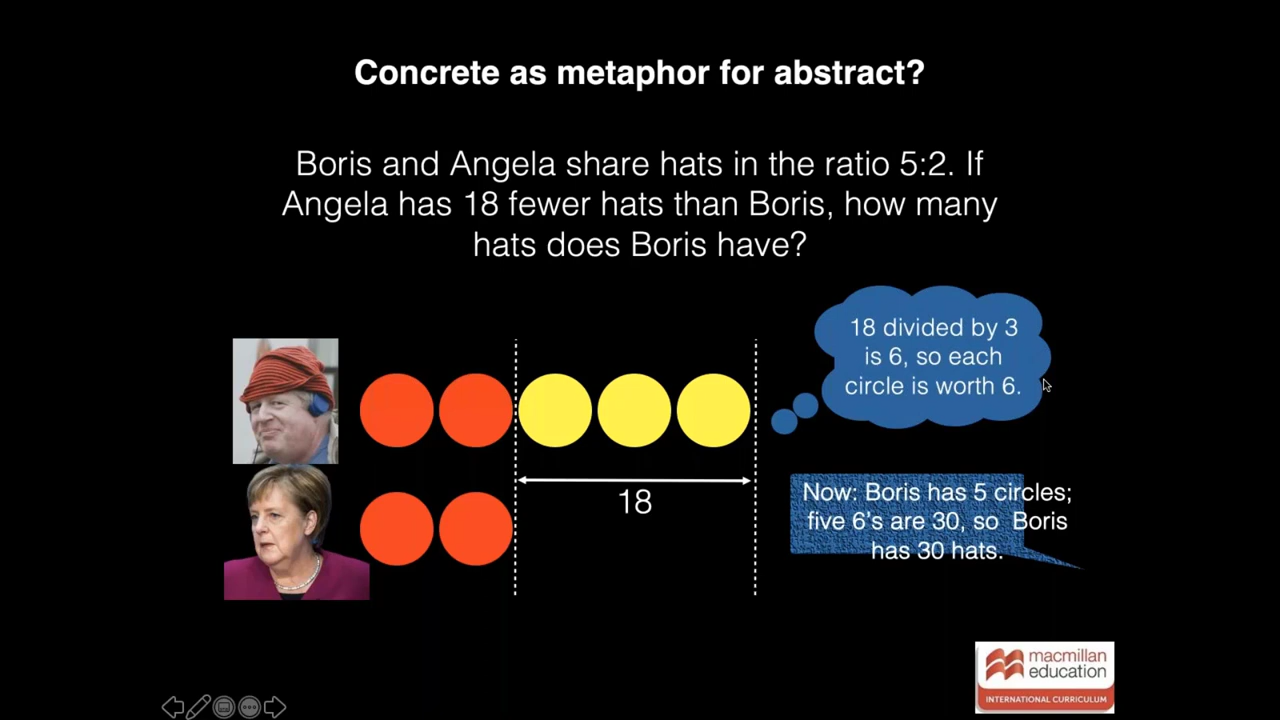 Concrete as metaphor for abstract?
Boris and Angela share hats in the ratio 5:2. If
Angela has 18 fewer hats than Boris, how many
hats does Boris have?
18 divided by 3
is 6, so each
circle is worth 6.
18
Now: Boris has 5 circles;
five 6's are 30, so  Boris
has 30 hats.
macmillan
education
INTERNATIONAL CURRICULUM